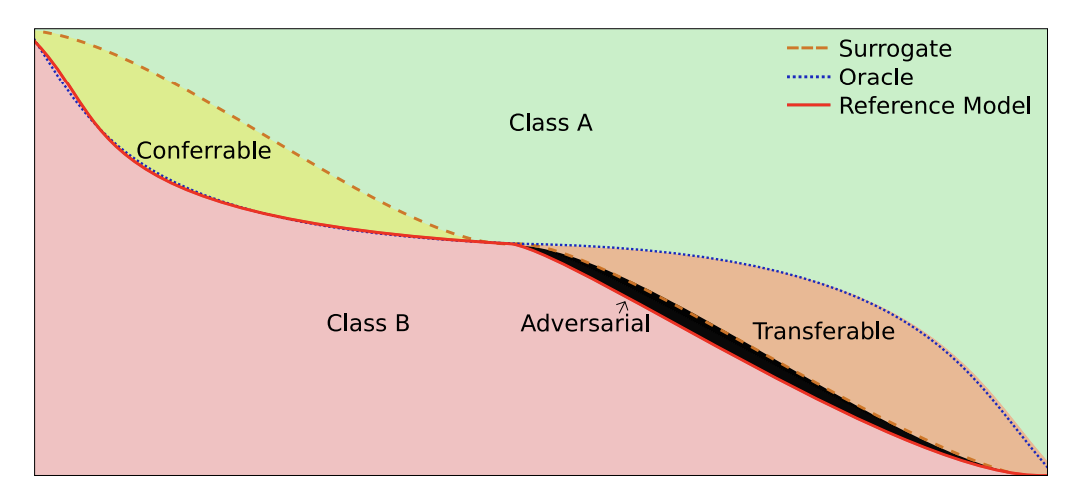 Surrogate
Oracle
Reference Model
Class A
Conferrable
Class B
Adversarial
Transferable